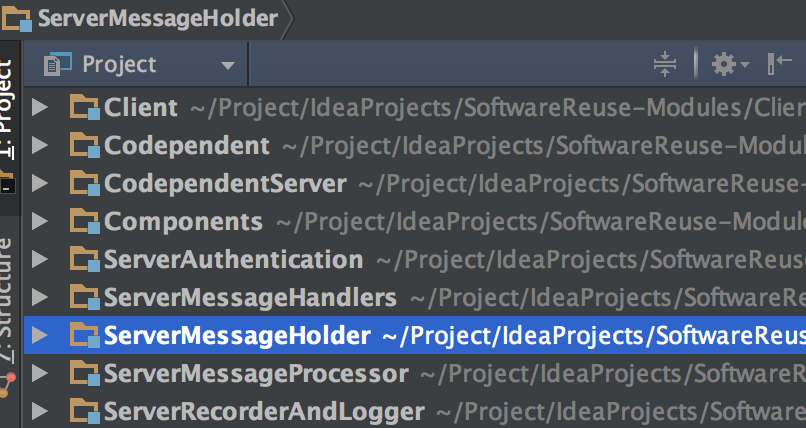 ServerMessageHolder
Project
1: Project
7: Structure
Client ~/Project/IdeaProjects/SoftwareReuse-Modules/Clien
Codependent ~/Project/IdeaProjects/SoftwareReuse-Modul
CodependentServer ~/Project/IdeaProjects/SoftwareReuse-
Components ~/Project/IdeaProjects/SoftwareReuse-Modul
ServerAuthentication ~/Project/IdeaProjects/SoftwareReus
ServerMessageHandlers ~/Project/IdeaProjects/SoftwareRe
ServerMessageHolder ~/Project/IdeaProjects/SoftwareReus
ServerMessageProcessor ~/Project/IdeaProjects/SoftwareR
ServerRecorderAndLogger ~/Project/IdeaProjects/Software